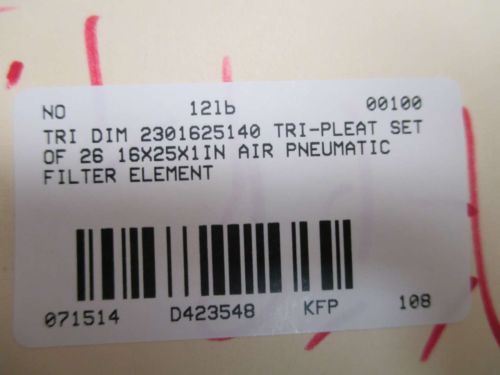 NO 12lb 00100
TRI DIM 2301625140 TRI-PLEAT SET
OF 26 16X25X1IN AIR PNEUMATIC
FILTER ELEMENT
071514 D423548 KFP 108